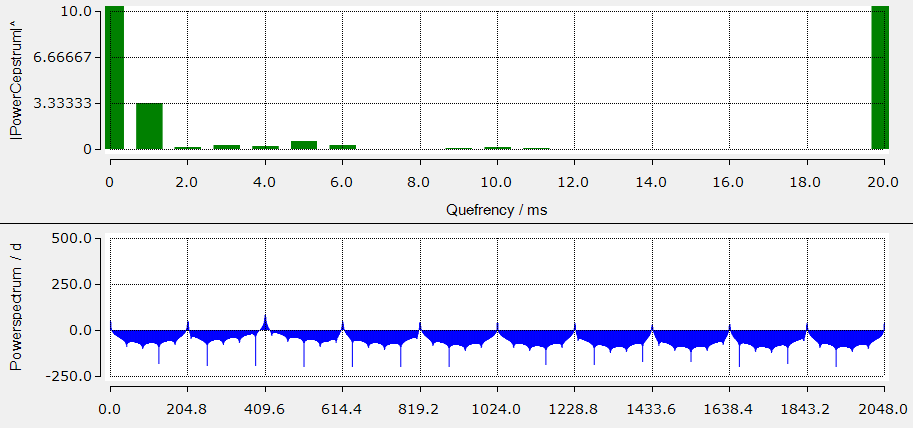 10.0
6.66667
3.33333
0
|PowerCepstrum|^
0 2.0 4.0 6.0 8.0 10.0 12.0 14.0 16.0 18.0 20.0
Quefrency / ms
500.0
250.0
0.0
-250.0
Powerspectrum / d
0.0 204.8 409.6 614.4 819.2 1024.0 1228.8 1433.6 1638.4 1843.2 2048.0